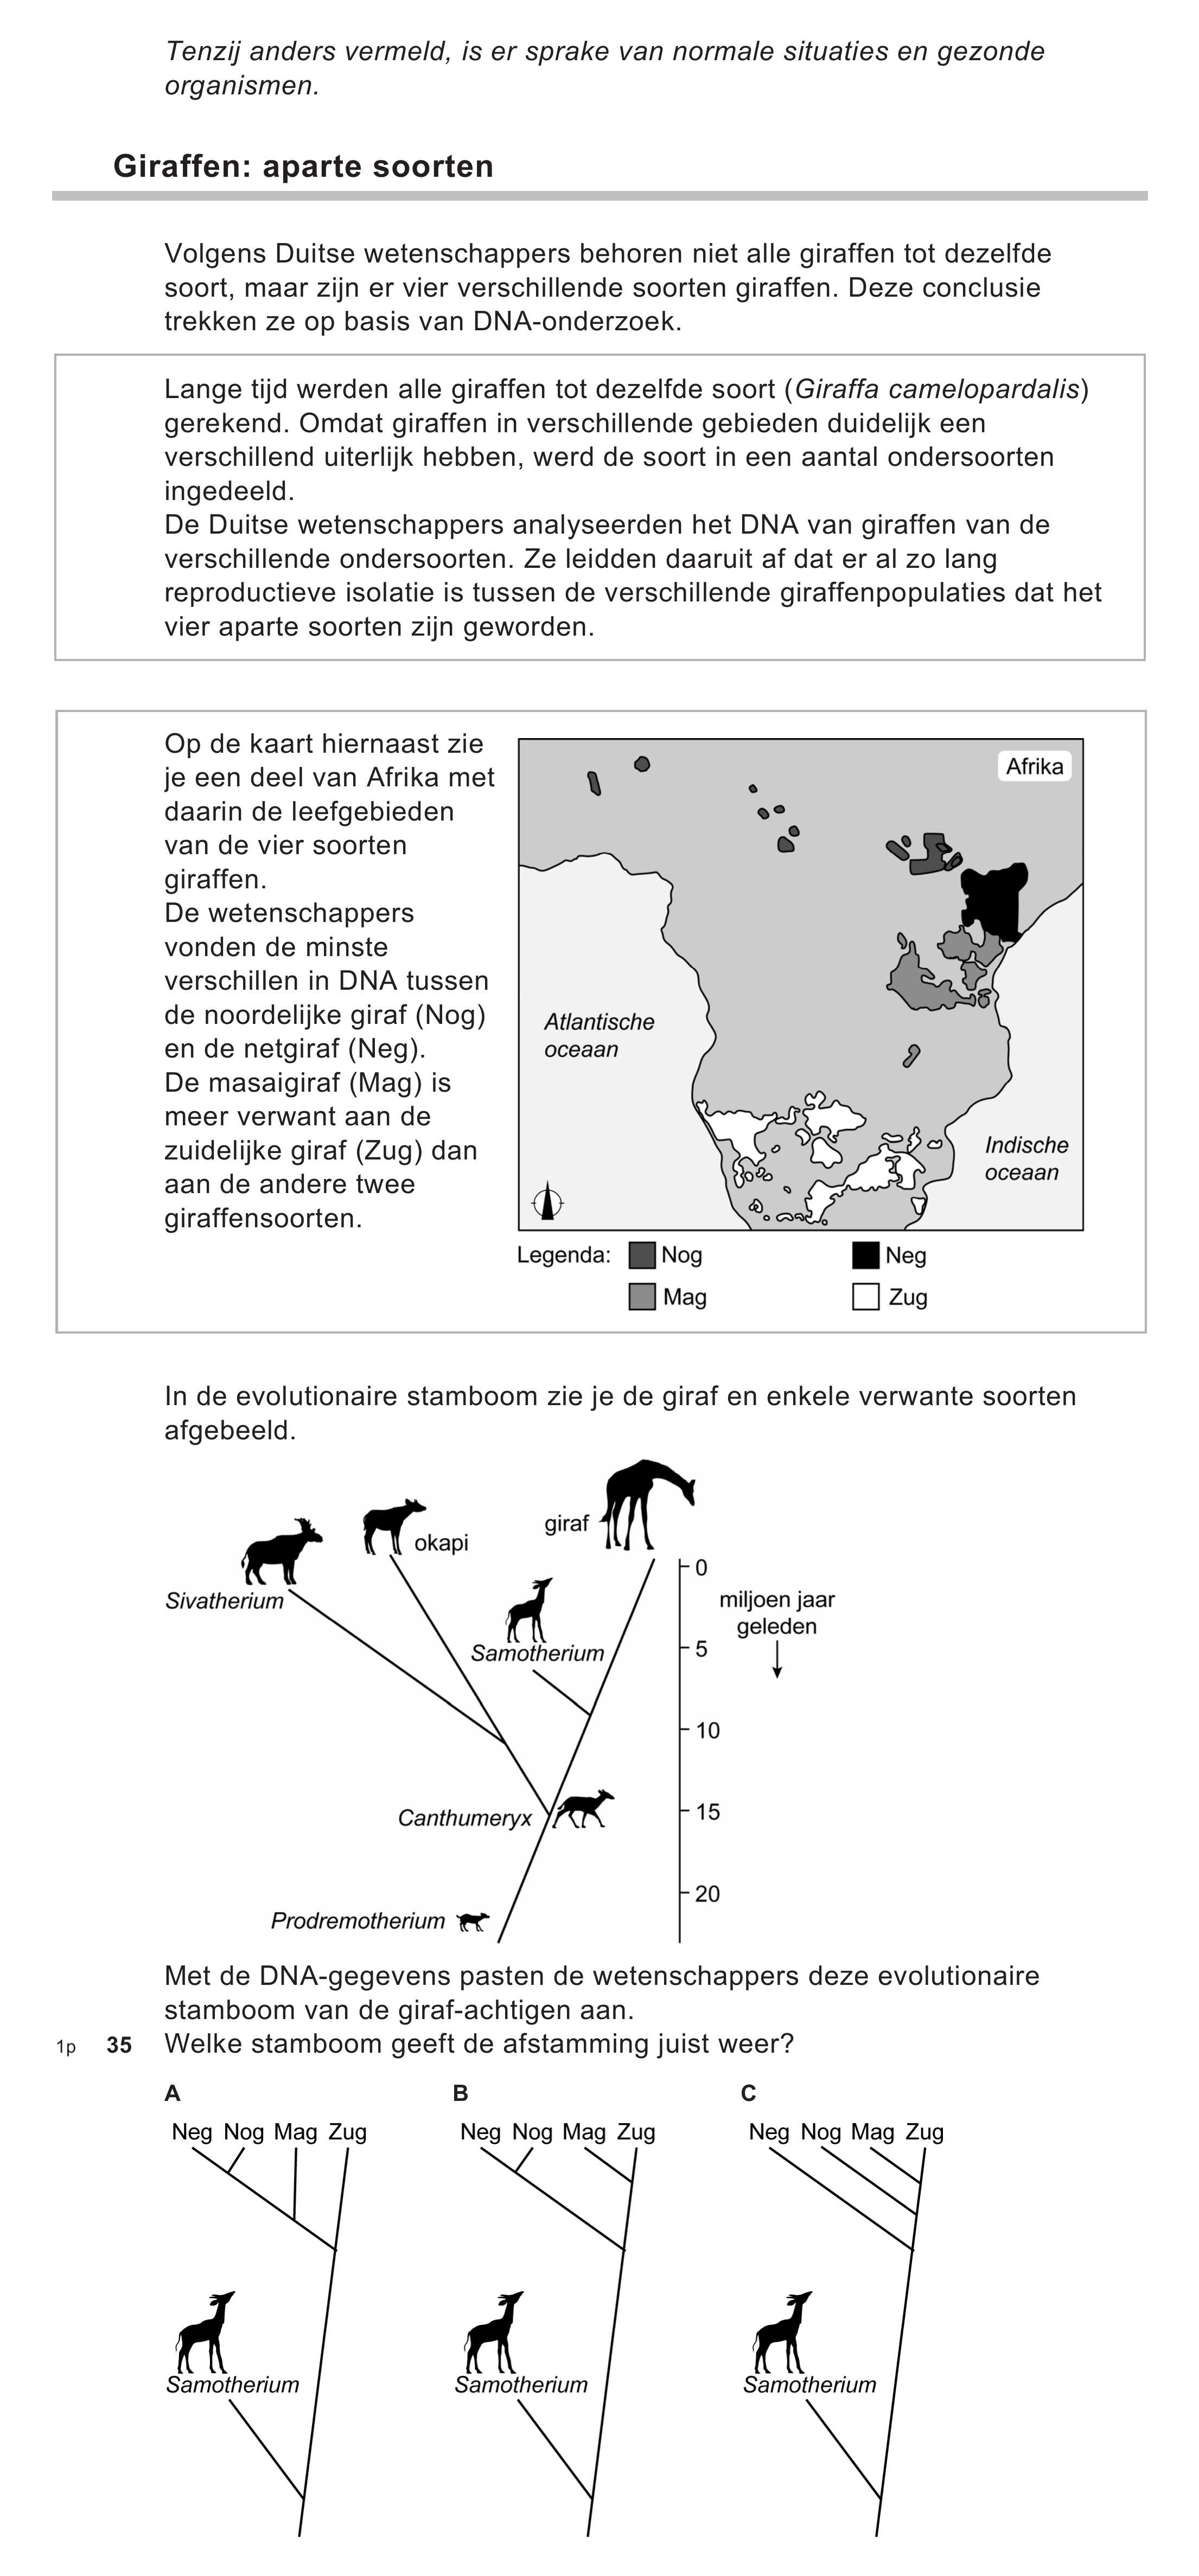 Tenzij anders vermeld, is er sprake van normale situaties en gezonde
organismen.
Giraffen: aparte soorten
Volgens Duitse wetenschappers behoren niet alle giraffen tot dezelfde
soort, maar zijn er vier verschillende soorten giraffen. Deze conclusie
trekken ze op basis van DNA-onderzoek.
Lange tijd werden alle giraffen tot dezelfde soort (Giraffa camelopardalis)
gerekend. Omdat giraffen in verschillende gebieden duidelijk een
verschillend uiterlijk hebben, werd de soort in een aantal ondersoorten
ingedeeld.
De Duitse wetenschappers analyseerden het DNA van giraffen van de
verschillende ondersoorten. Ze leidden daaruit af dat er al zo lang
reproductieve isolatie is tussen de verschillende giraffenpopulaties dat het
vier aparte soorten zijn geworden.
Op de kaart hiernaast zie
je een deel van Afrika met
daarin de leefgebieden
van de vier soorten
giraffen.
De wetenschappers
vonden de minste
verschillen in DNA tussen
de noordelijke giraf (Nog)
en de netgiraf (Neg).
De masaigiraf (Mag) is
meer verwant aan de
zuidelijke giraf (Zug) dan
aan de andere twee
giraffensoorten.
Afrika
Atlantische
oceaan
Indische
oceaan
Legenda: Nog Neg
Mag Zug
In de evolutionaire stamboom zie je de giraf en enkele verwante soorten
afgebeeld.
giraf
okapi
Sivatherium
Samotherium
0
miljoen jaar
geleden
5
10
Canthumeryx
15
20
Prodremotherium
Met de DNA-gegevens pasten de wetenschappers deze evolutionaire
stamboom van de giraf-achtigen aan.
1p 35 Welke stamboom geeft de afstamming juist weer?
A B C
Neg Nog Mag Zug Neg Nog Mag Zug Neg Nog Mag Zug
Samotherium Samotherium Samotherium